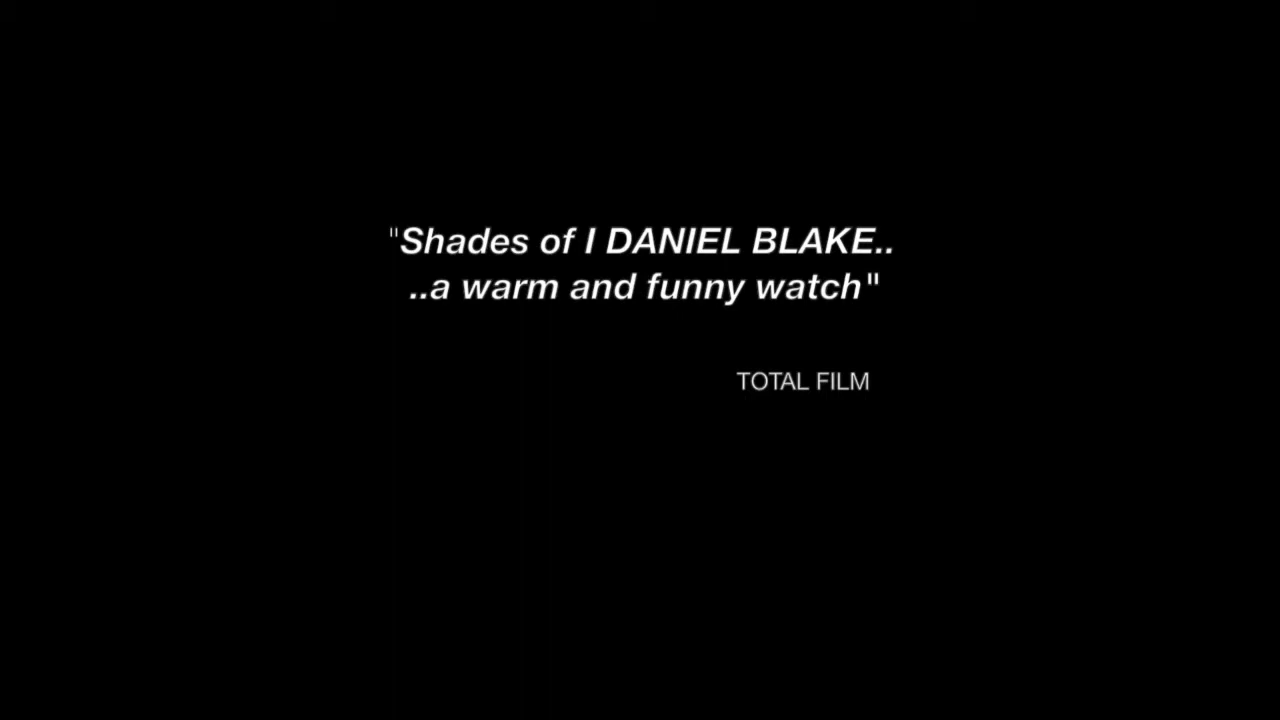 "Shades of I DANIEL BLAKE..
..a warm and funny watch"
TOTAL FILM